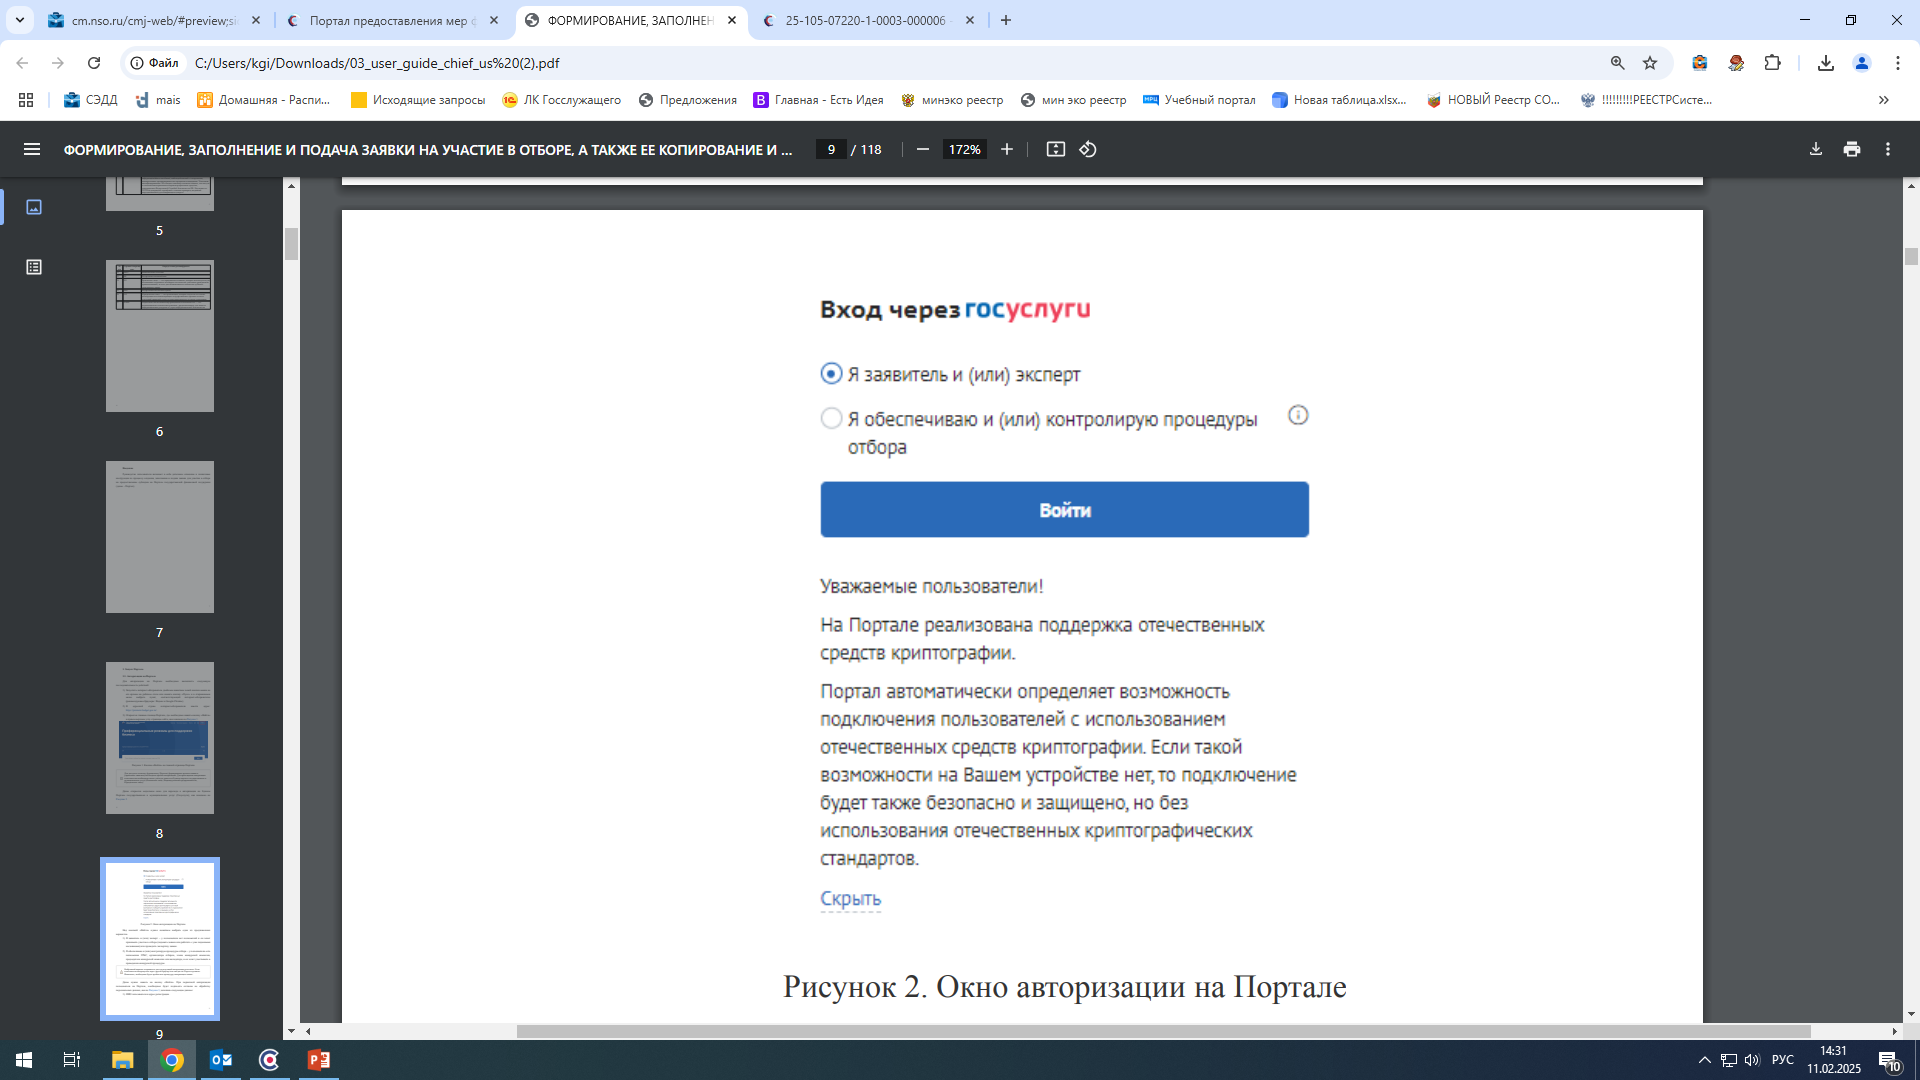 cm.nso.ru/cmj-web/#preview;si
Портал предоставления мер ф
ФОРМИРОВАНИЕ, ЗАПОЛНЕН
25-105-07220-1-0003-000006
Файл
C:/Users/kgi/Downloads/03_user_guide_chief_us%20(2).pdf
СЭДД
mais
Домашняя - Распи...
Исходящие запросы
ЛК Госслужащего
Предложения
Главная - Есть Идея
минэко реестр
мин эко реестр
Учебный портал
Новая таблица.xlsx...
НОВЫЙ Реестр СО...
!!!!!!!!!РЕЕСТРСисте...
ФОРМИРОВАНИЕ, ЗАПОЛНЕНИЕ И ПОДАЧА ЗАЯВКИ НА УЧАСТИЕ В ОТБОРЕ, А ТАКЖЕ ЕЕ КОПИРОВАНИЕ И ...
9 / 118
172%
5
6
7
8
9
Вход через госуслуги
Я заявитель и (или) эксперт
Я обеспечиваю и (или) контролирую процедуры
отбора
Войти
Уважаемые пользователи!
На Портале реализована поддержка отечественных
средств криптографии.
Портал автоматически определяет возможность
подключения пользователей с использованием
отечественных средств криптографии. Если такой
возможности на Вашем устройстве нет, то подключение
будет также безопасно и защищено, но без
использования отечественных криптографических
стандартов.
Скрыть
Рисунок 2. Окно авторизации на Портале
РУС
14:31
11.02.2025
10